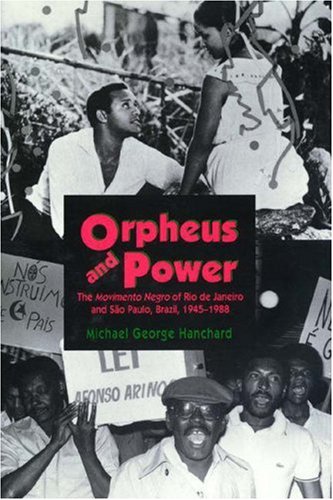 Orpheus
and
Power
The Movimento Negro of Rio de Janeiro
and São Paulo, Brazil, 1945–1988
Michael George Hanchard
NÓS
CONSTRUIMO
PAÍS
LEI
AFONSO ARINOS